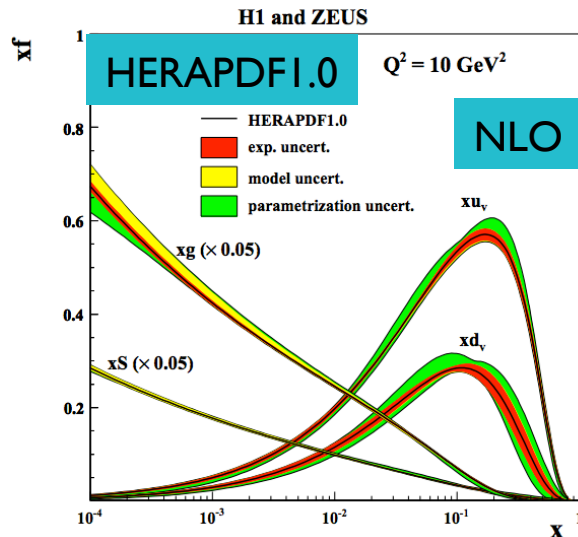 H1 and ZEUS
xf
1
HERAPDF1.0
Q² = 10 GeV²
0.8
HERAPDF1.0
exp. uncert.
NLO
model uncert.
parametrization uncert.
0.6
xuᵥ
xg (× 0.05)
0.4
xdᵥ
xS (× 0.05)
0.2
10⁻⁴
10⁻³
10⁻²
10⁻¹
x